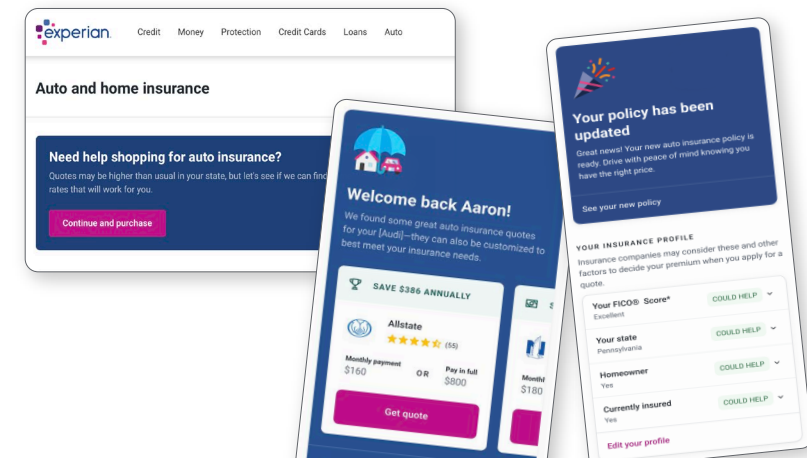 experian.
Credit Money Protection Credit Cards Loans Auto
Auto and home insurance
Need help shopping for auto insurance?
Quotes may be higher than usual in your state, but let's see if we can find
rates that will work for you.
Continue and purchase
Welcome back Aaron!
We found some great auto insurance quotes
for your [Audi]—they can also be customized to
best meet your insurance needs.
SAVE $386 ANNUALLY
Allstate
(55)
Monthly payment
$160
OR
Pay in full
$800
Get quote
S
Monthl
$180
Your policy has been
updated
Great news! Your new auto insurance policy is
ready. Drive with peace of mind knowing you
have the right price.
See your new policy
YOUR INSURANCE PROFILE
Insurance companies may consider these and other
factors to decide your premium when you apply for a
quote.
Your FICO® Score*
Excellent
COULD HELP
Your state
Pennsylvania
COULD HELP
Homeowner
Yes
COULD HELP
Currently insured
Yes
COULD HELP
Edit your profile